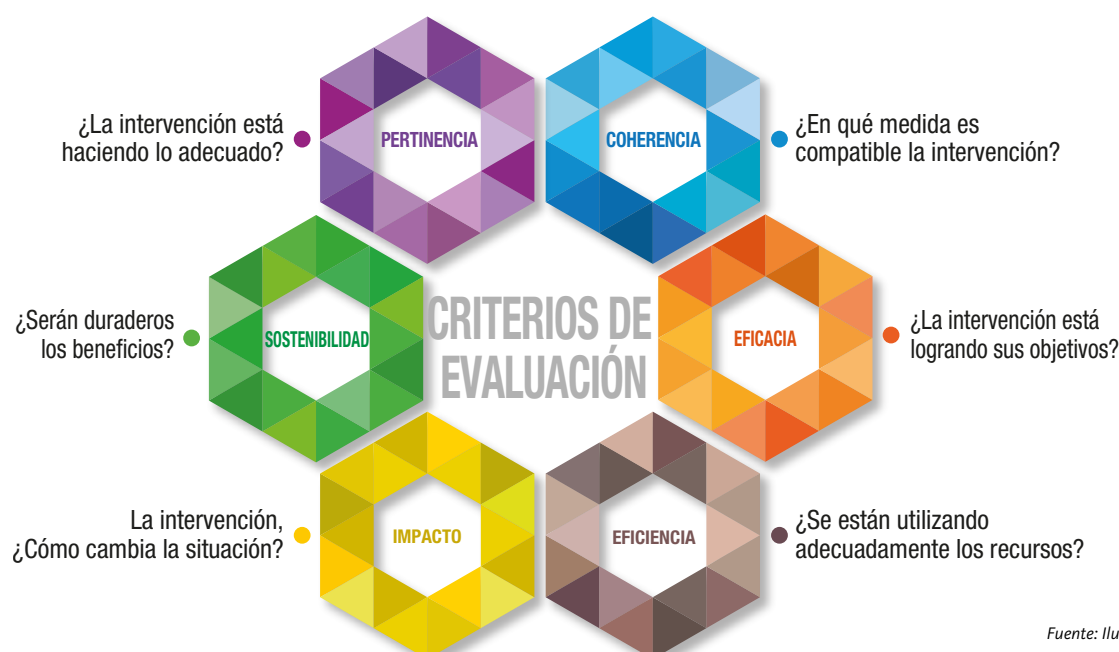 PERTINENCIA
¿La intervención está
haciendo lo adecuado?
COHERENCIA
¿En qué medida es
compatible la intervención?
SOSTENIBILIDAD
¿Serán duraderos
los beneficios?
CRITERIOS DE
EVALUACIÓN
EFICACIA
¿La intervención está
logrando sus objetivos?
IMPACTO
La intervención,
¿Cómo cambia la situación?
EFICIENCIA
¿Se están utilizando
adecuadamente los recursos?
Fuente: Ilu